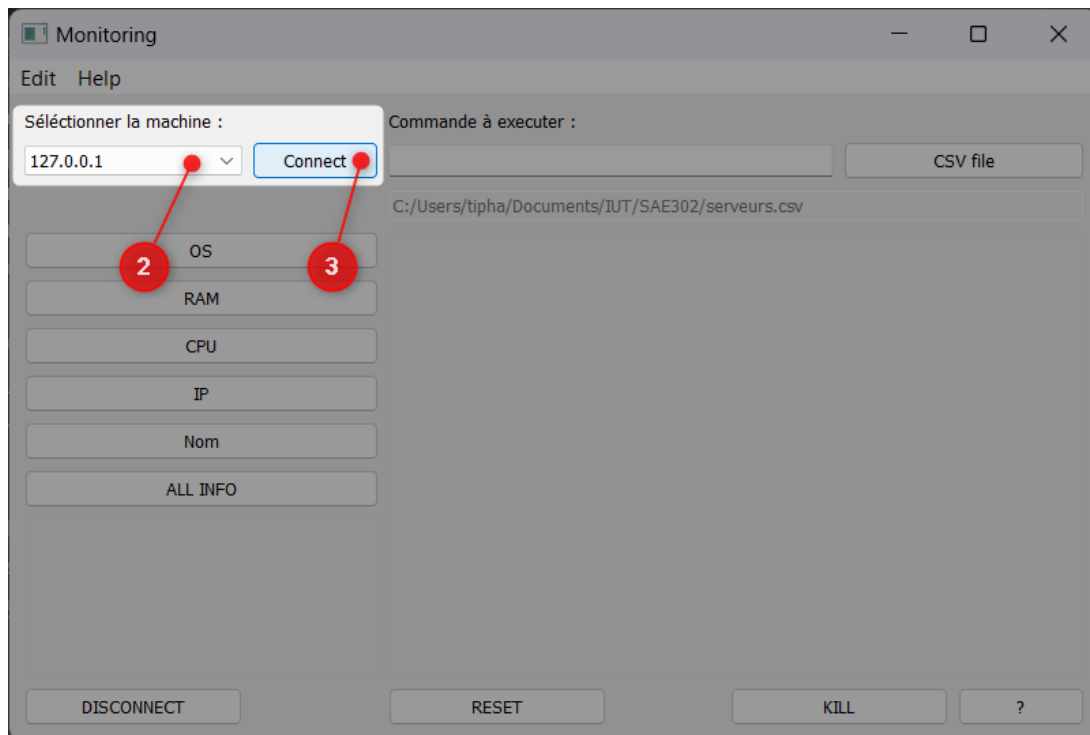 Monitoring
Edit Help
Séléctionner la machine :
Commande à executer :
127.0.0.1
Connect
CSV file
C:/Users/tipha/Documents/IUT/SAE302/serveurs.csv
2
3
OS
RAM
CPU
IP
Nom
ALL INFO
DISCONNECT
RESET
KILL
?